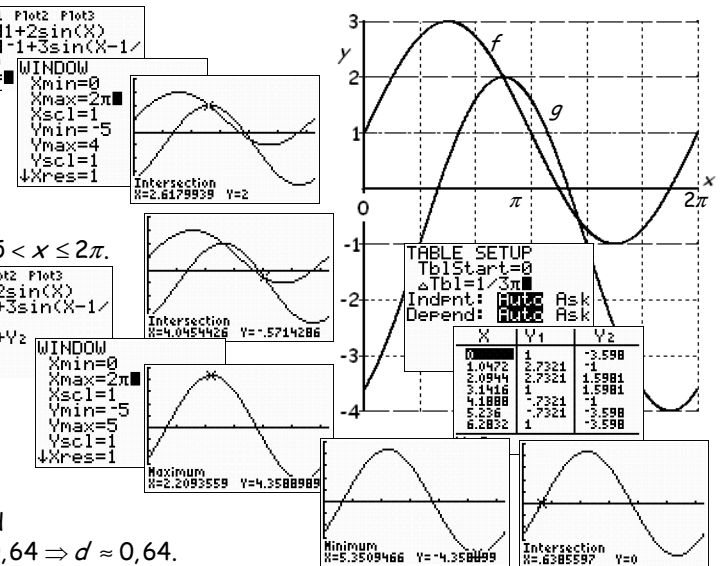 Plot2 Plot3
1+2sin(X)
-1+3sin(X-1/
WINDOW
Xmin=0
Xmax=2π
Xscl=1
Ymin=-5
Ymax=4
Yscl=1
↓Xres=1
Intersection
X=2.6179939 Y=2
y
3
2
1
0
-1
-2
-3
-4
f
g
π
2π
x
5 < x ≤ 2π.
Plot3
2sin(X)
+3sin(X-1/
+Y2
Intersection
X=4.0454426 Y=-.5714286
TABLE SETUP
TblStart=0
△Tbl=1/3π
Indpnt: Auto Ask
Depend: Auto Ask
X Y1 Y2
0 1 -3.598
1.0472 2.7321 -1
2.0944 2.7321 1.5981
3.1416 1 1.5981
4.1888 -.7321 -1
5.236 -.7321 -3.598
6.2832 1 -3.598
WINDOW
Xmin=0
Xmax=2π
Xscl=1
Ymin=-5
Ymax=5
Yscl=1
↓Xres=1
Maximum
X=2.2093559 Y=4.3588989
Minimum
X=5.3509466 Y=-4.358899
Intersection
X=.6385597 Y=0
,64 ⇒ d ≈ 0,64.